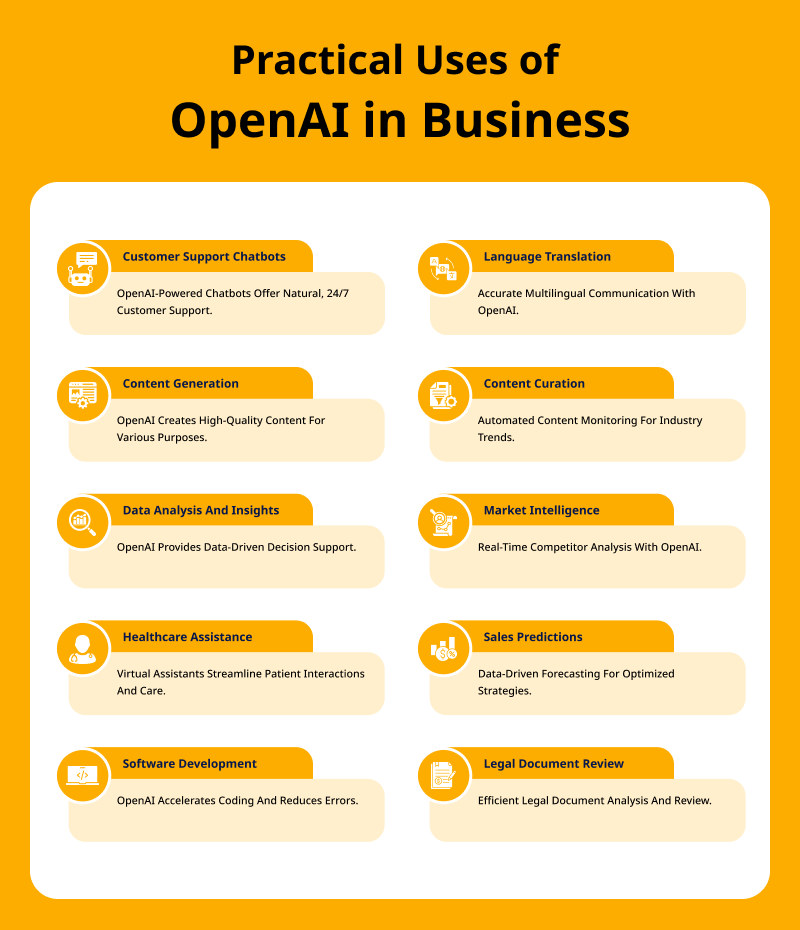 Practical Uses of
OpenAI in Business
Customer Support Chatbots
OpenAI-Powered Chatbots Offer Natural, 24/7
Customer Support.
Language Translation
Accurate Multilingual Communication With
OpenAI.
Content Generation
OpenAI Creates High-Quality Content For
Various Purposes.
Content Curation
Automated Content Monitoring For Industry
Trends.
Data Analysis And Insights
OpenAI Provides Data-Driven Decision Support.
Market Intelligence
Real-Time Competitor Analysis With OpenAI.
Healthcare Assistance
Virtual Assistants Streamline Patient Interactions
And Care.
Sales Predictions
Data-Driven Forecasting For Optimized
Strategies.
Software Development
OpenAI Accelerates Coding And Reduces Errors.
Legal Document Review
Efficient Legal Document Analysis And Review.